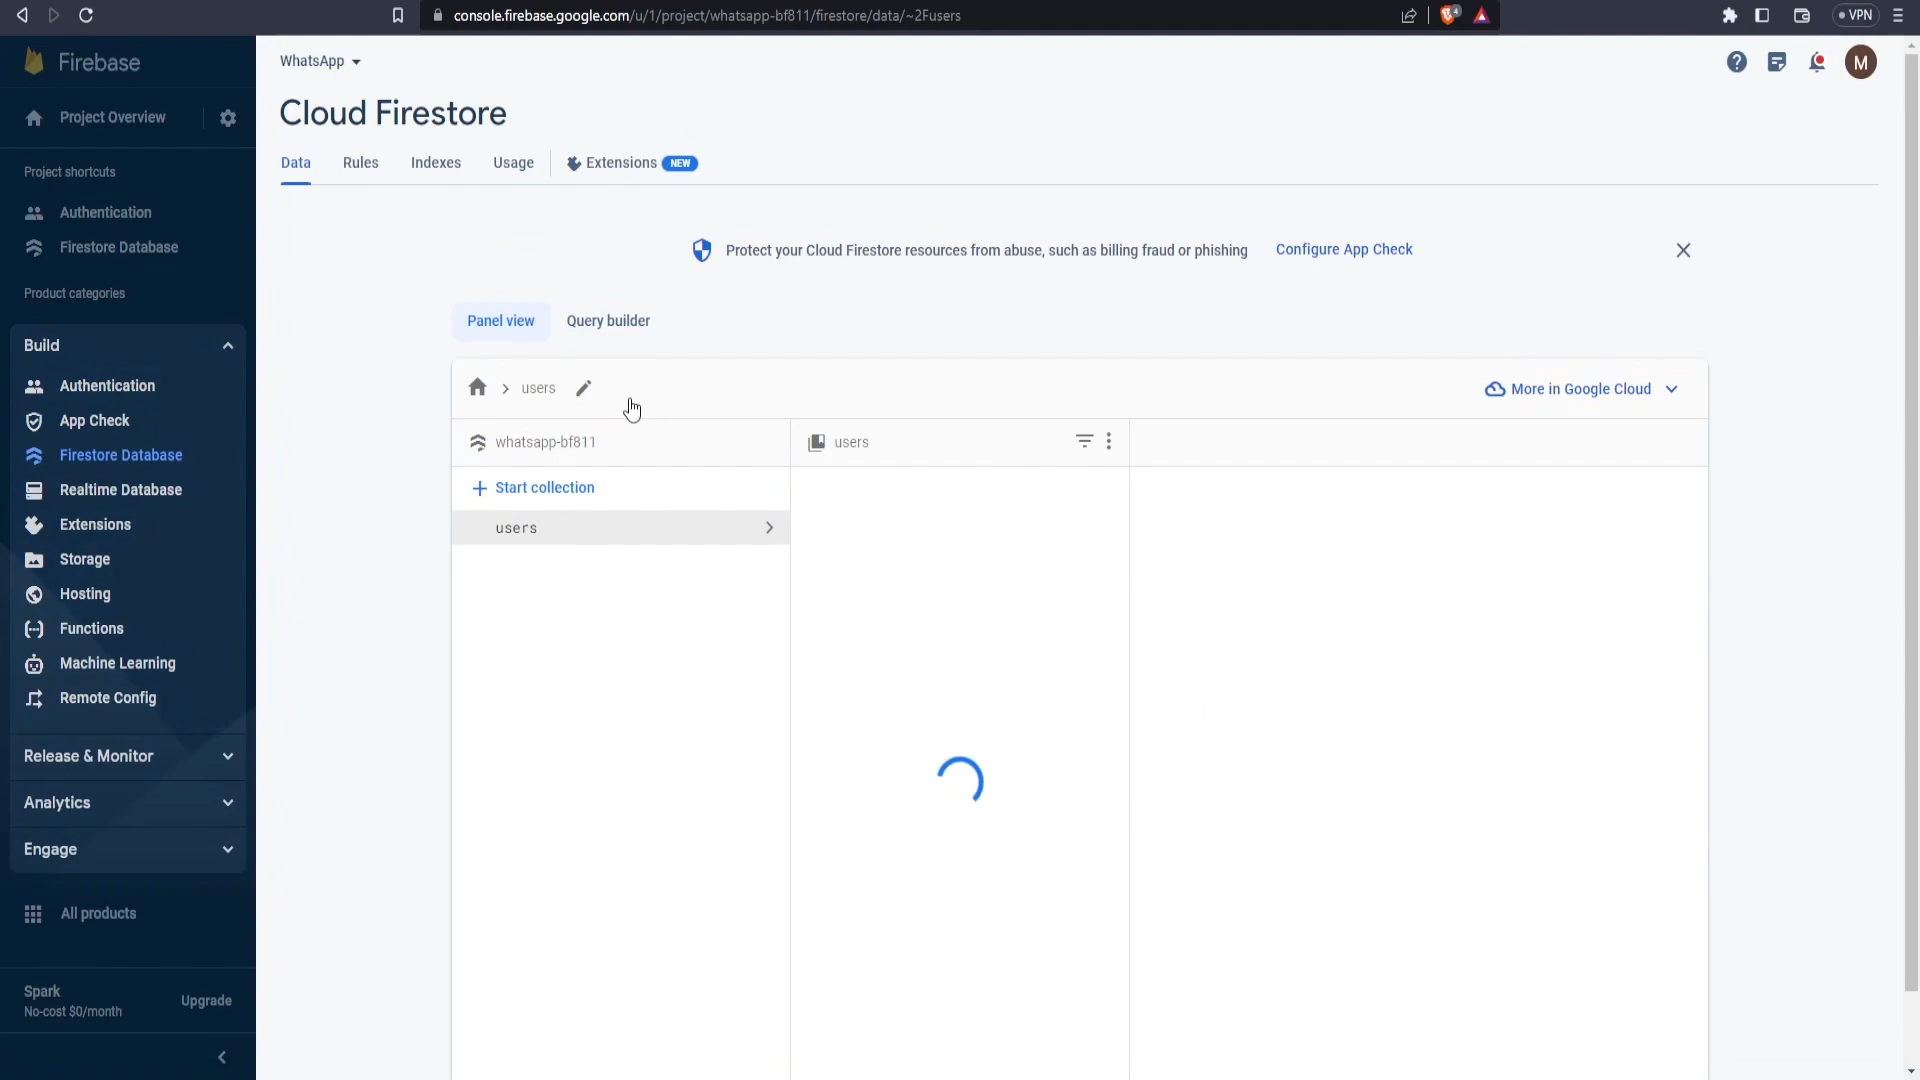 console.firebase.google.com/u/1/project/whatsapp-bf811/firestore/data/~2Fusers
4
VPN
Firebase
Project Overview
Project shortcuts
Authentication
Firestore Database
Product categories
Build
Authentication
App Check
Firestore Database
Realtime Database
Extensions
Storage
Hosting
Functions
Machine Learning
Remote Config
Release & Monitor
Analytics
Engage
All products
Spark
No-cost $0/month
Upgrade
WhatsApp
M
Cloud Firestore
Data Rules Indexes Usage Extensions NEW
Protect your Cloud Firestore resources from abuse, such as billing fraud or phishing Configure App Check
Panel view Query builder
users
More in Google Cloud
whatsapp-bf811
users
Start collection
users